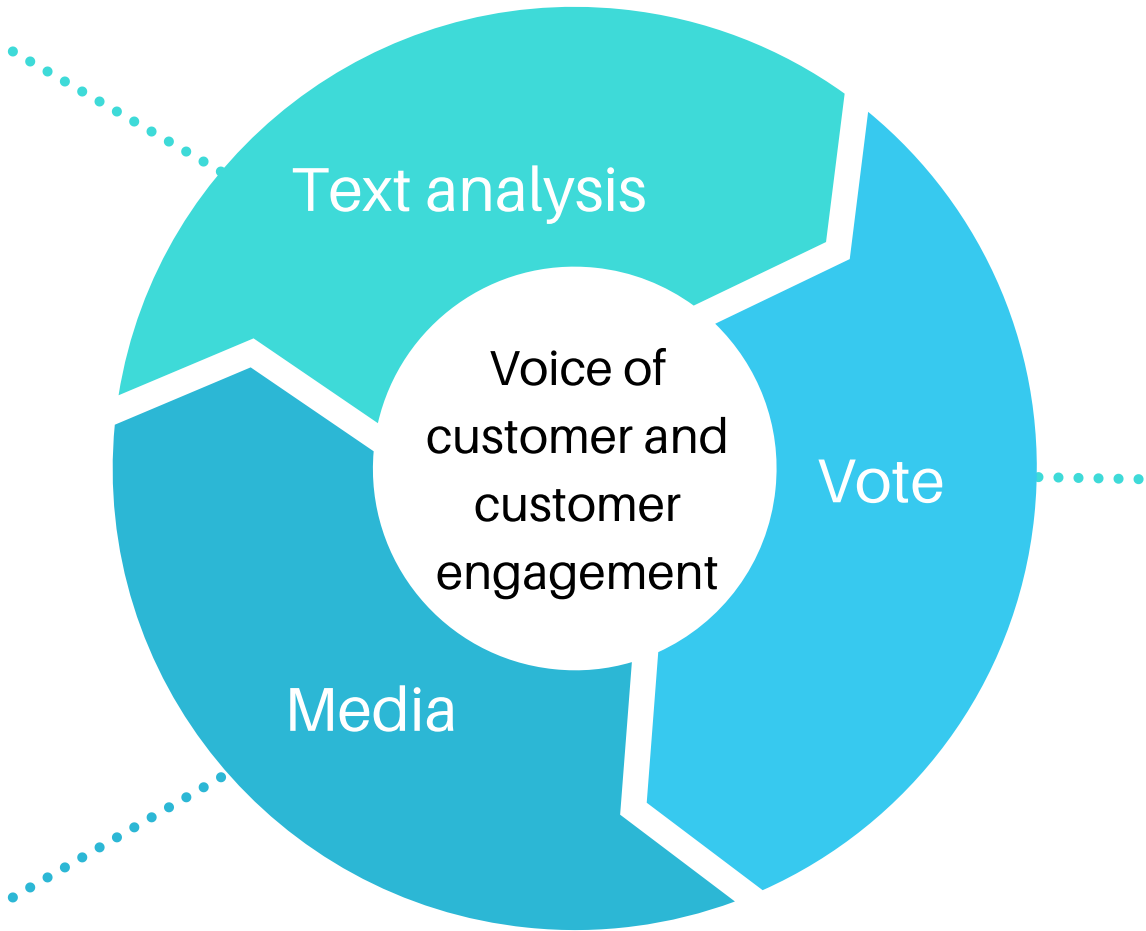 Text analysis
Voice of
customer and
customer
engagement
Vote
Media